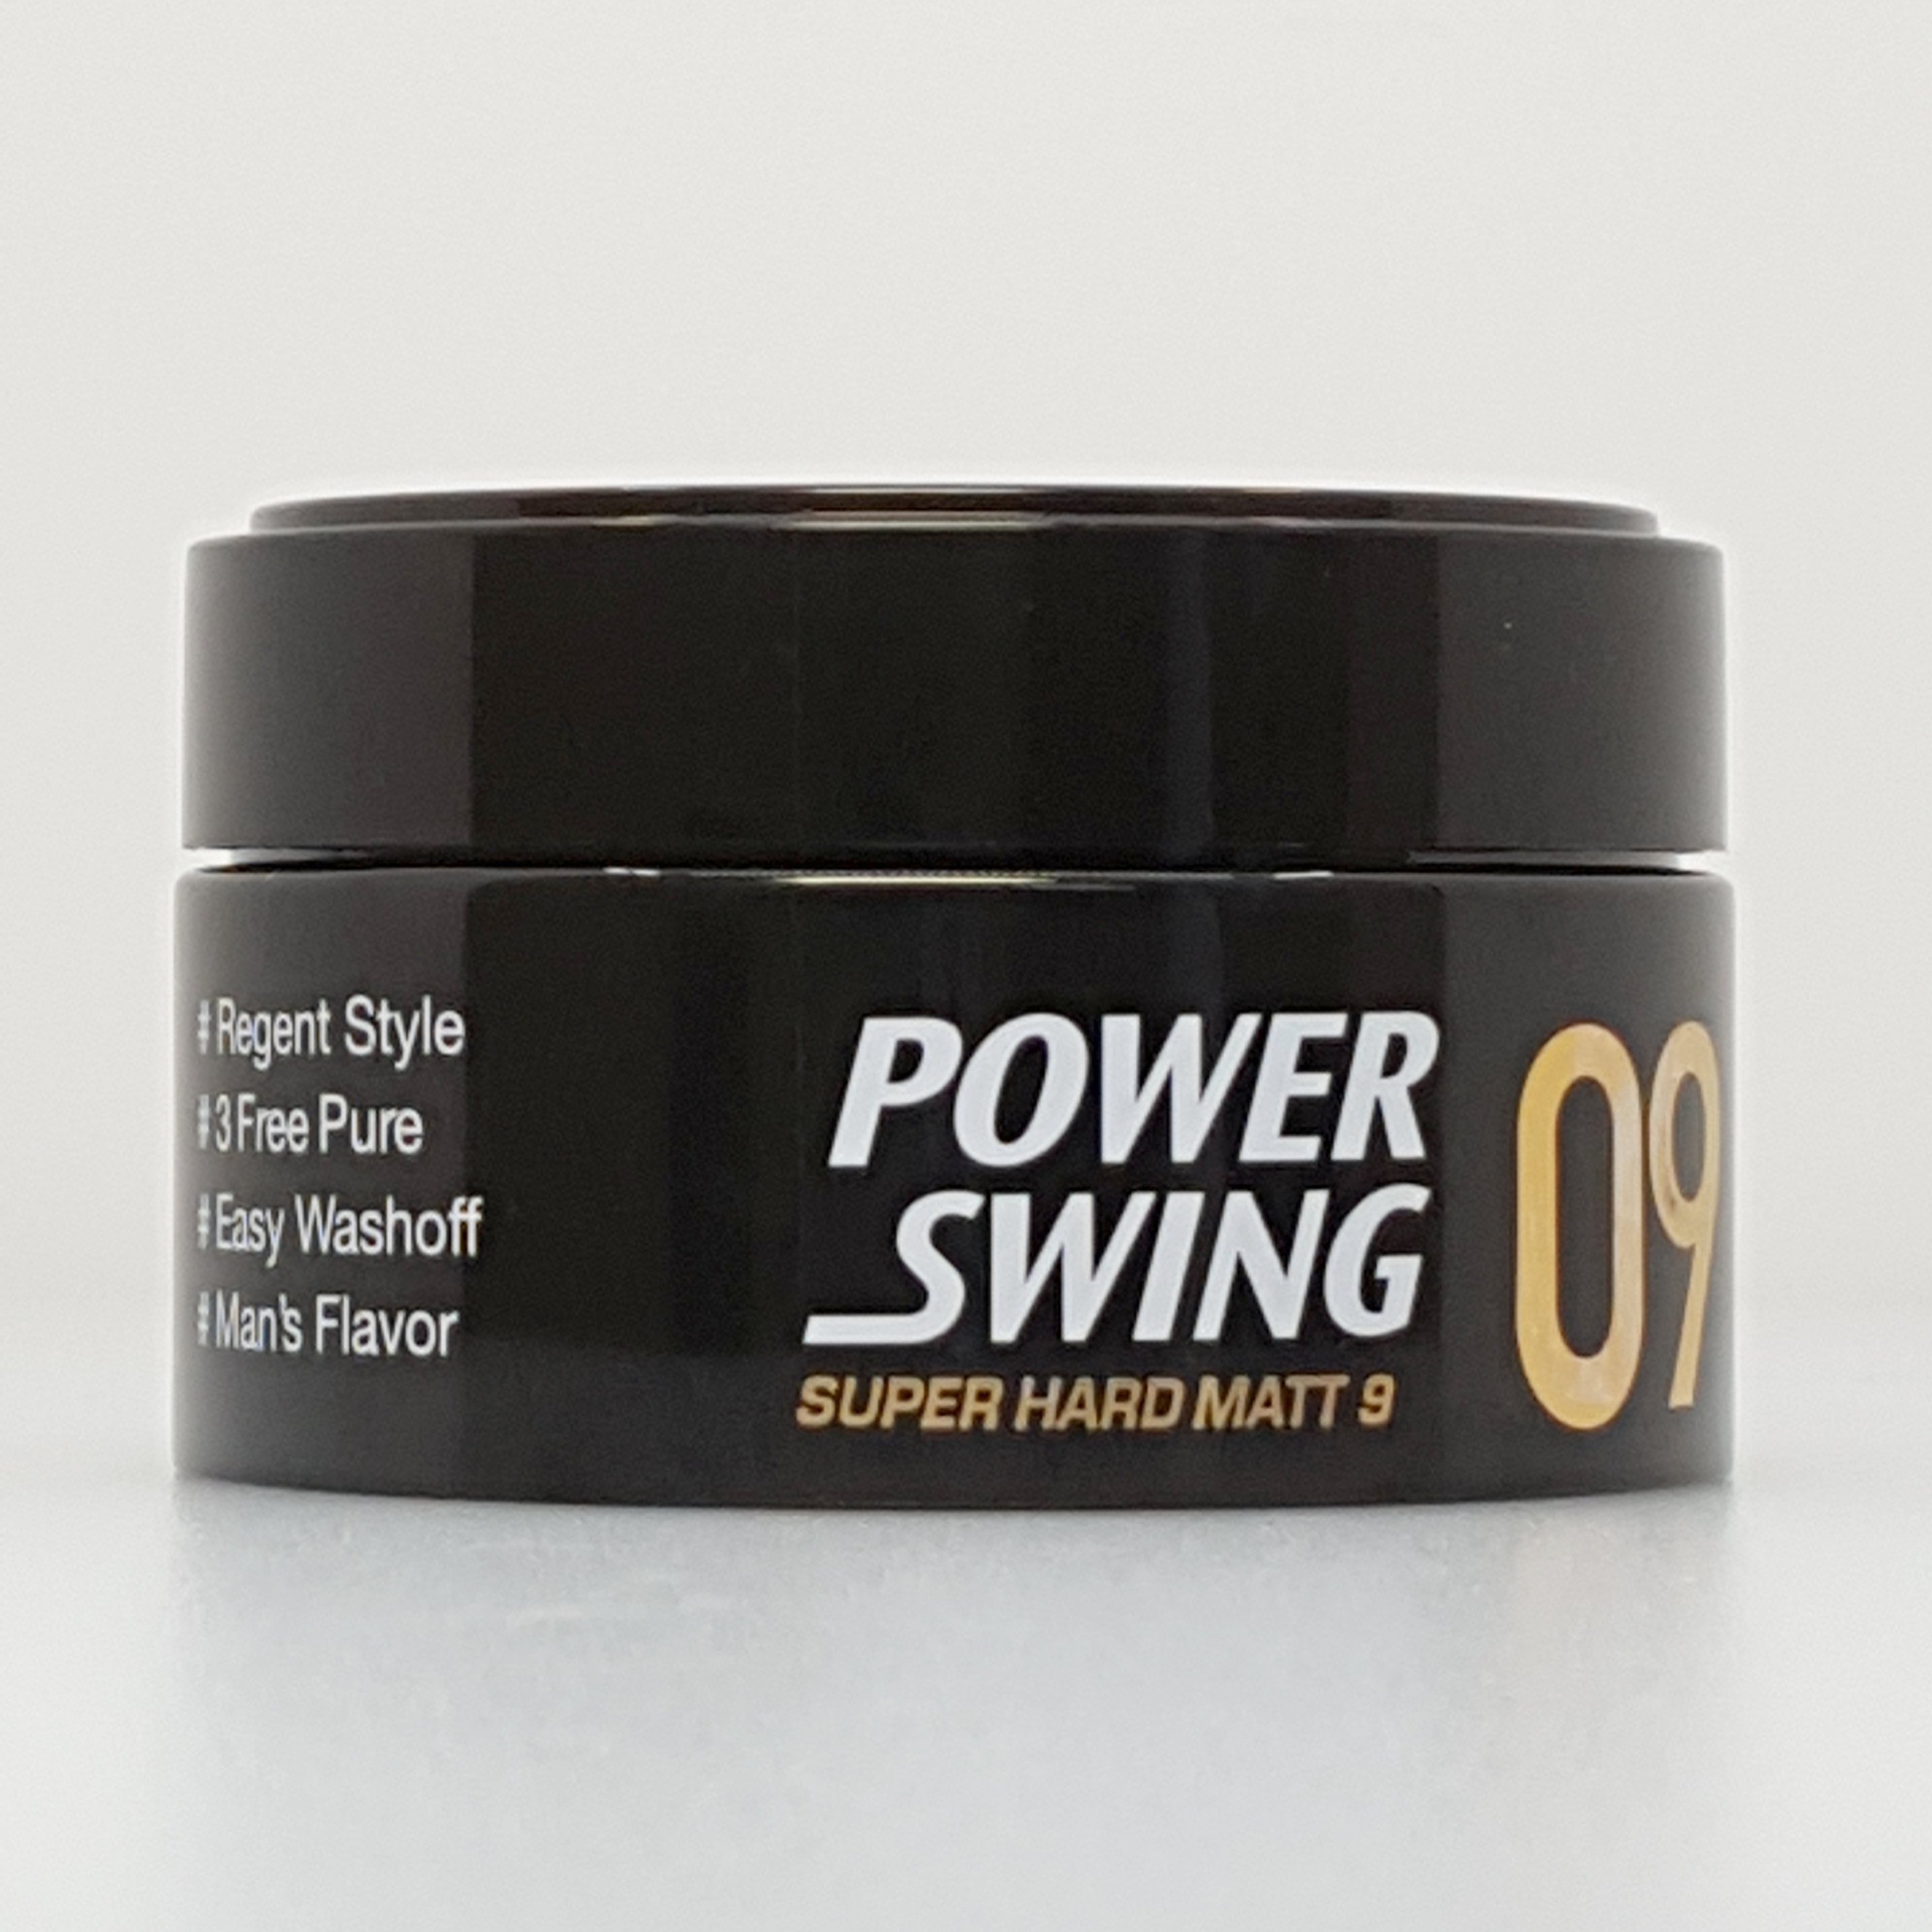 # Regent Style
# 3 Free Pure
# Easy Washoff
# Man's Flavor
POWER
SWING
SUPER HARD MATT 9
09